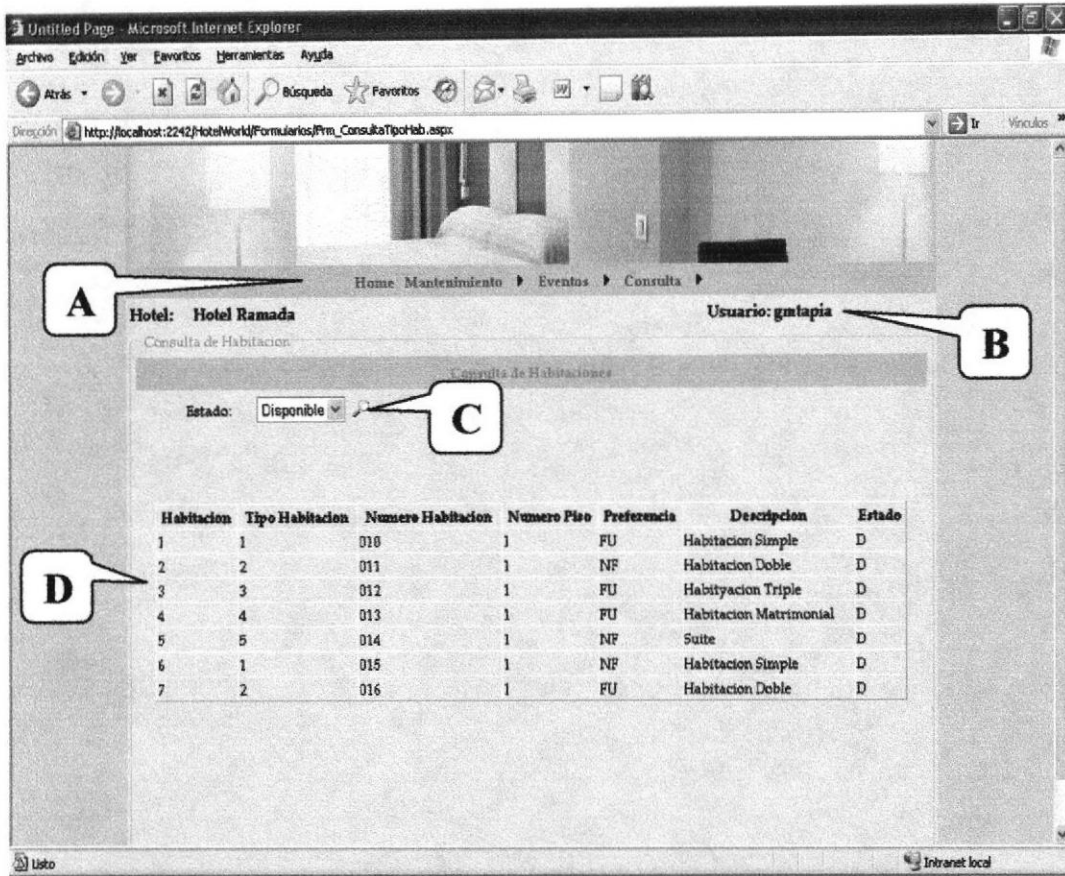 Untitled Page - Microsoft Internet Explorer
Archivo Edición Ver Favoritos Herramientas Ayuda
Atrás Búsqueda Favoritos
Dirección http://localhost:2242/HotelWorld/Formularios/Frm_ConsultaTipoHab.aspx Ir Vínculos »
A
Home Mantenimiento Eventos Consulta
Hotel: Hotel Ramada Usuario: gmtapia
B
Consulta de Habitacion
Consulta de Habitaciones
Estado: Disponible
C
Habitacion Tipo Habitacion Numero Habitacion Numero Piso Preferencia Descripcion Estado
1 1 010 1 FU Habitacion Simple D
2 2 011 1 NF Habitacion Doble D
D
3 3 012 1 FU Habityacion Triple D
4 4 013 1 FU Habitacion Matrimonial D
5 5 014 1 NF Suite D
6 1 015 1 NF Habitacion Simple D
7 2 016 1 FU Habitacion Doble D
Listo Intranet local